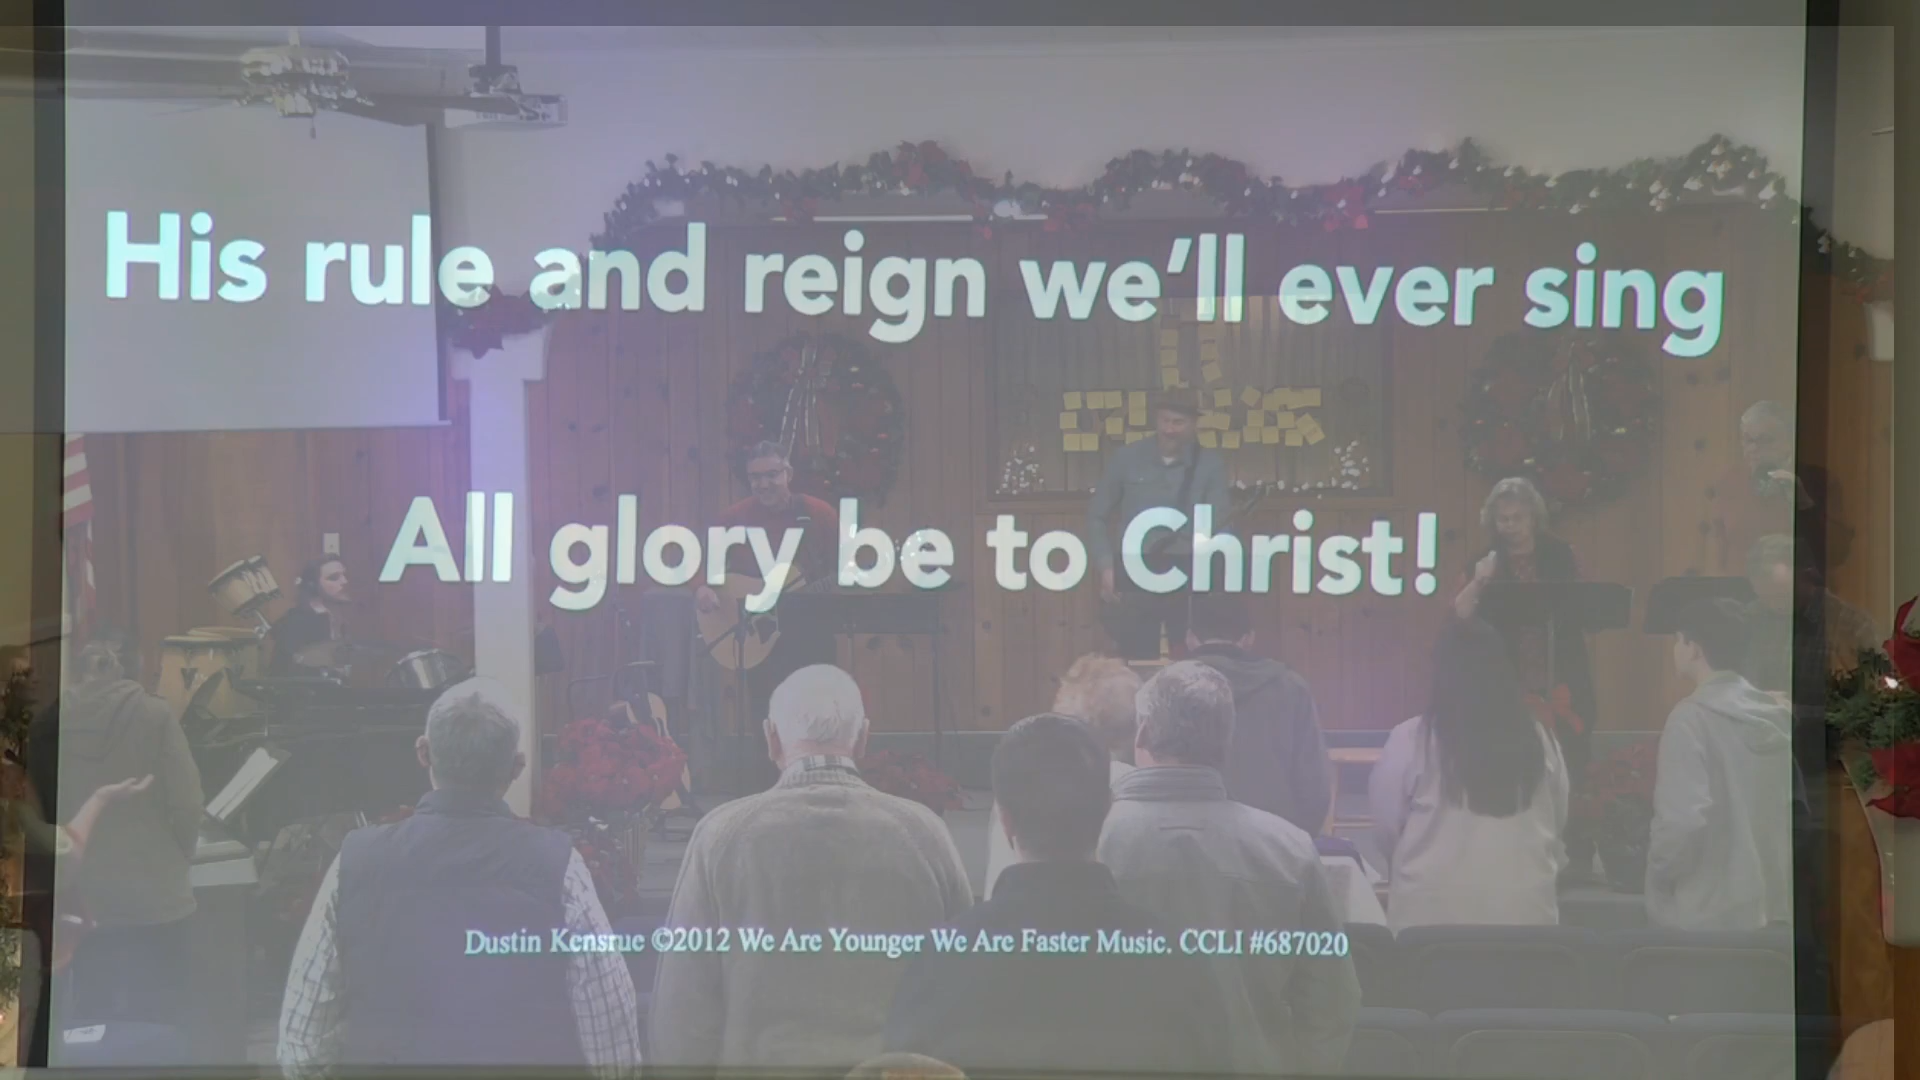 His rule and reign we'll ever sing
All glory be to Christ!
Dustin Kensrue ©2012 We Are Younger We Are Faster Music. CCLI #687020